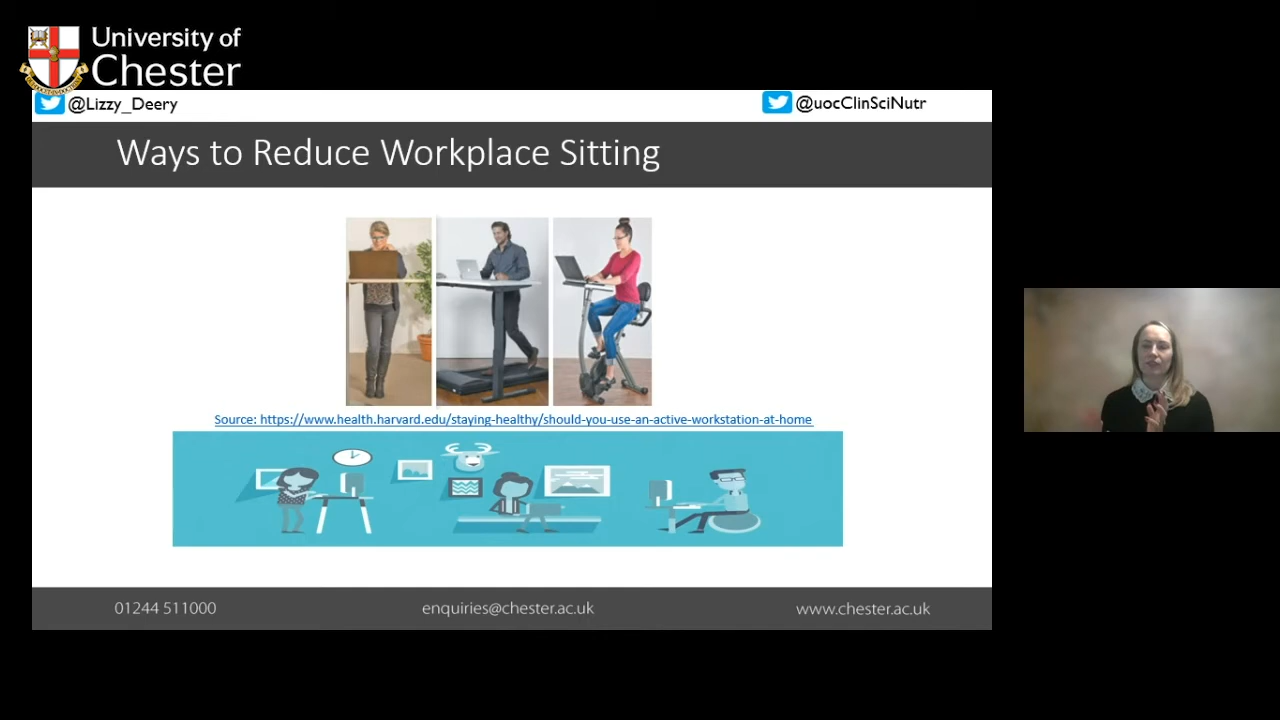 University of
Chester
@Lizzy_Deery
@uocClinSciNutr
Ways to Reduce Workplace Sitting
Source: https://www.health.harvard.edu/staying-healthy/should-you-use-an-active-workstation-at-home
01244 511000
enquiries@chester.ac.uk
www.chester.ac.uk